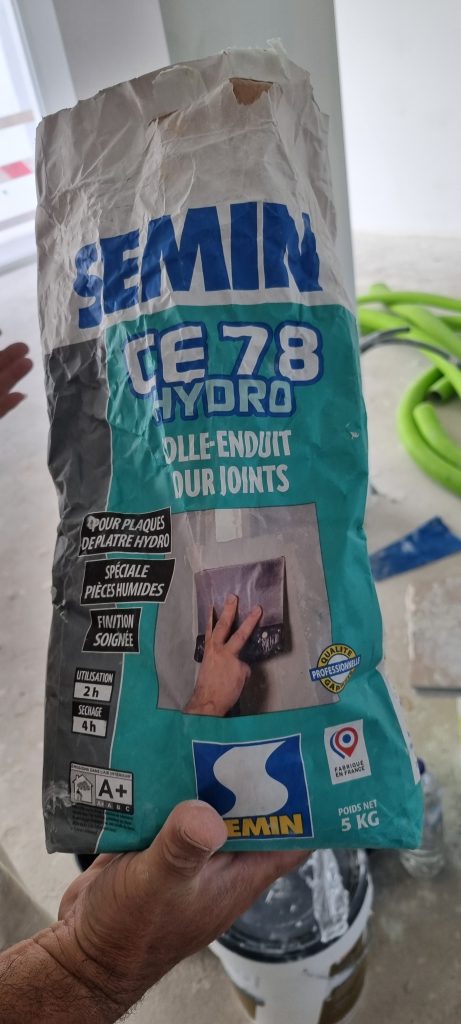 SEMIN
CE 78
HYDRO
OLLE-ENDUIT
OUR JOINTS
POUR PLAQUES
DE PLATRE HYDRO
SPÉCIALE
PIÈCES HUMIDES
FINITION
SOIGNÉE
UTILISATION
2 h
SECHAGE
4 h
QUALITÉ
PROFESSIONNELLE
A+
FABRIQUÉ
EN FRANCE
SEMIN
POIDS NET
5 KG